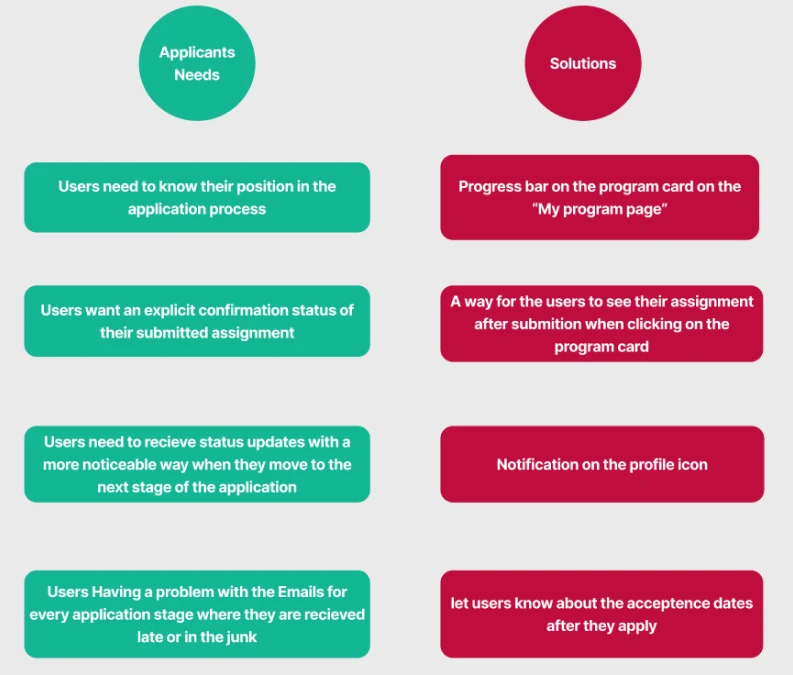 Applicants
Needs
Solutions
Users need to know their position in the
application process
Progress bar on the program card on the
“My program page”
Users want an explicit confirmation status of
their submitted assignment
A way for the users to see their assignment
after submition when clicking on the
program card
Users need to recieve status updates with a
more noticeable way when they move to the
next stage of the application
Notification on the profile icon
Users Having a problem with the Emails for
every application stage where they are recieved
late or in the junk
let users know about the acceptence dates
after they apply